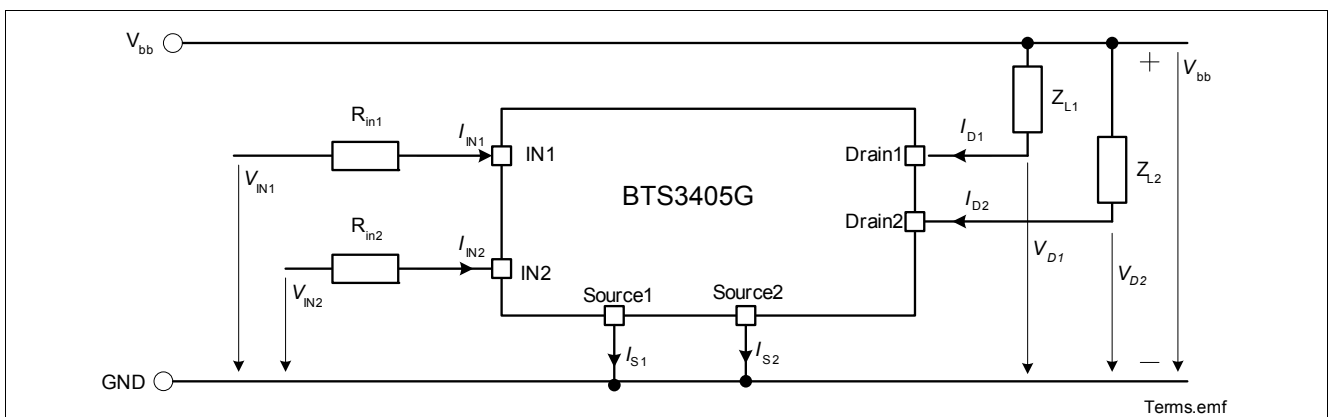 V_bb
R_in1
I_IN1
IN1
V_IN1
R_in2
I_IN2
IN2
V_IN2
BTS3405G
Drain1
I_D1
Z_L1
Drain2
I_D2
Z_L2
+
V_bb
V_D1
V_D2
Source1
Source2
I_S1
I_S2
—
GND
Terms.emf